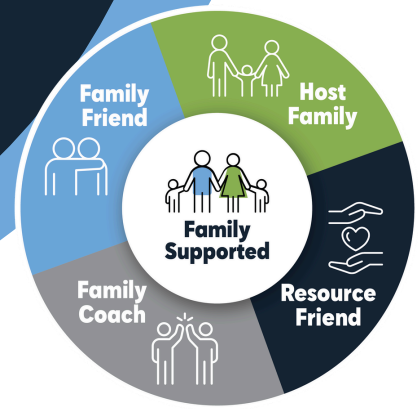 Family
Friend
Host
Family
Family
Supported
Family
Coach
Resource
Friend